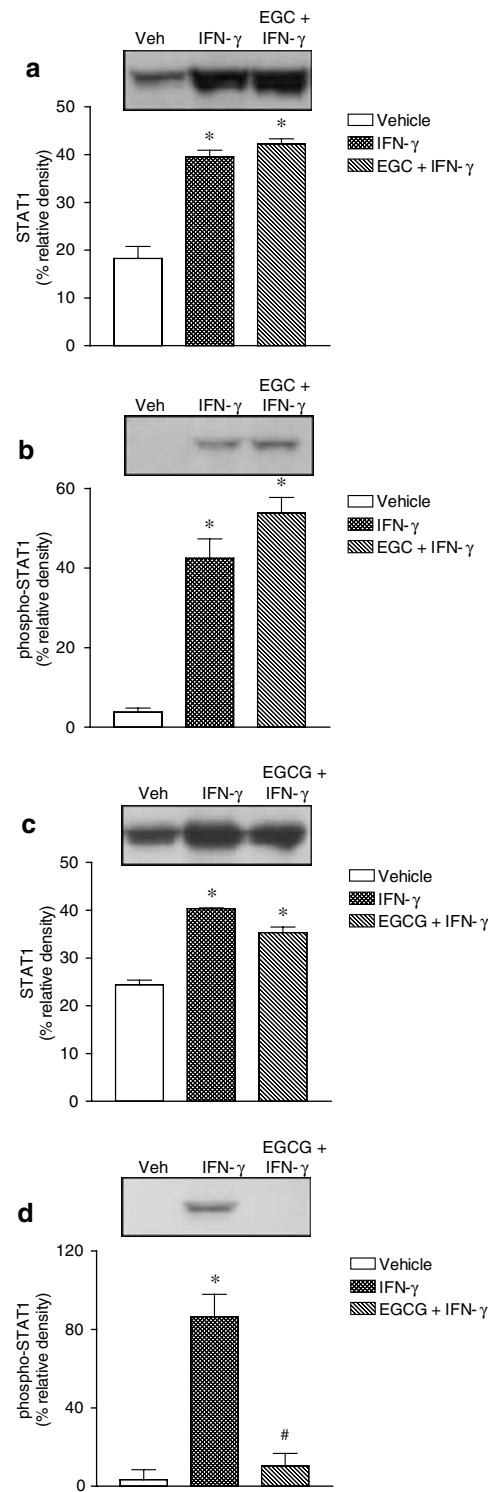 Veh IFN-γ EGC + IFN-γ
a
50
40
30
20
10
0
STAT1
(% relative density)
* *
Vehicle
IFN-γ
EGC + IFN-γ
Veh IFN-γ EGC + IFN-γ
b
60
40
20
0
phospho-STAT1
(% relative density)
* *
Vehicle
IFN-γ
EGC + IFN-γ
Veh IFN-γ EGCG + IFN-γ
c
50
40
30
20
10
0
STAT1
(% relative density)
* *
Vehicle
IFN-γ
EGCG + IFN-γ
Veh IFN-γ EGCG + IFN-γ
d
120
80
40
0
phospho-STAT1
(% relative density)
* #
Vehicle
IFN-γ
EGCG + IFN-γ